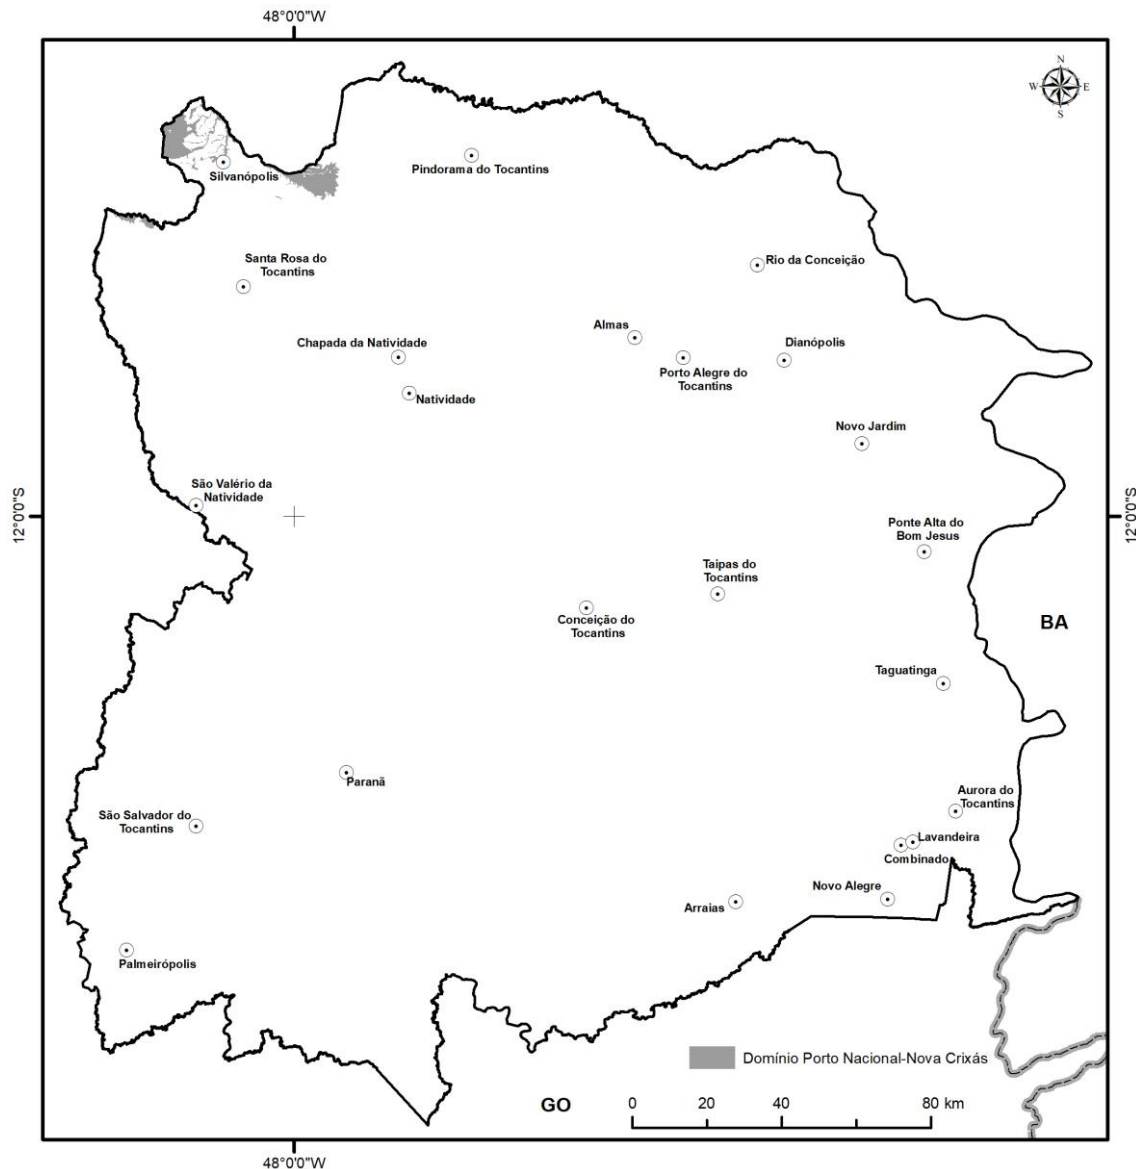 48°0'0"W
N
W
E
S
Silvanópolis
Pindorama do Tocantins
Santa Rosa do
Tocantins
Rio da Conceição
Almas
Chapada da Natividade
Dianópolis
Porto Alegre do
Tocantins
Natividade
Novo Jardim
São Valério da
Natividade
12°0'0"S
12°0'0"S
Ponte Alta do
Bom Jesus
Taipas do
Tocantins
Conceição do
Tocantins
BA
Taguatinga
Paranã
Aurora do
Tocantins
São Salvador do
Tocantins
Lavandeira
Combinado
Novo Alegre
Arraias
Palmeirópolis
Domínio Porto Nacional-Nova Crixás
GO
0 20 40 60 80 km
48°0'0"W